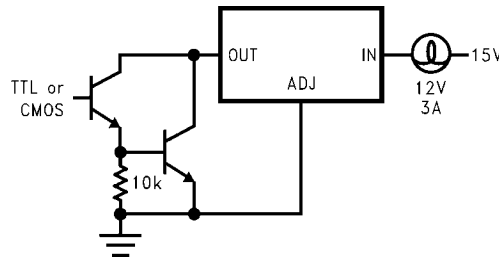 OUT
IN
15V
TTL or
CMOS
ADJ
12V
3A
10k